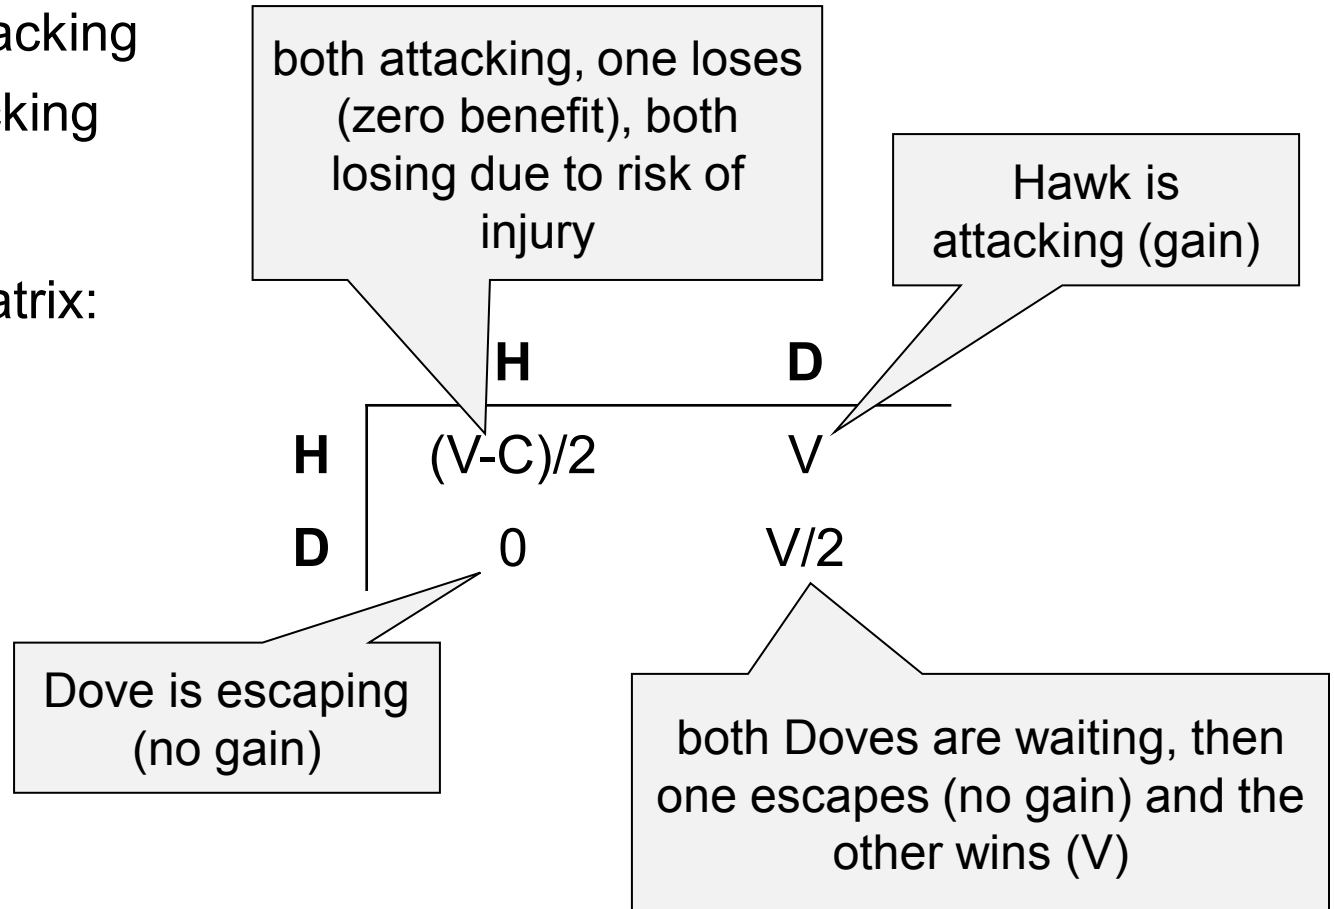 acking
cking
atrix:
both attacking, one loses
(zero benefit), both
losing due to risk of
injury
Hawk is
attacking (gain)
H D
H (V-C)/2 V
D 0 V/2
Dove is escaping
(no gain)
both Doves are waiting, then
one escapes (no gain) and the
other wins (V)